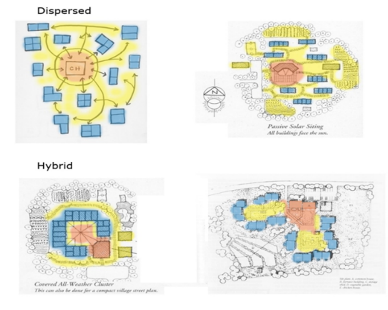 Dispersed
C.H
Passive Solar Siting
All buildings face the sun.
Hybrid
Covered All-Weather Cluster
This can also be done for a compact village street plan.